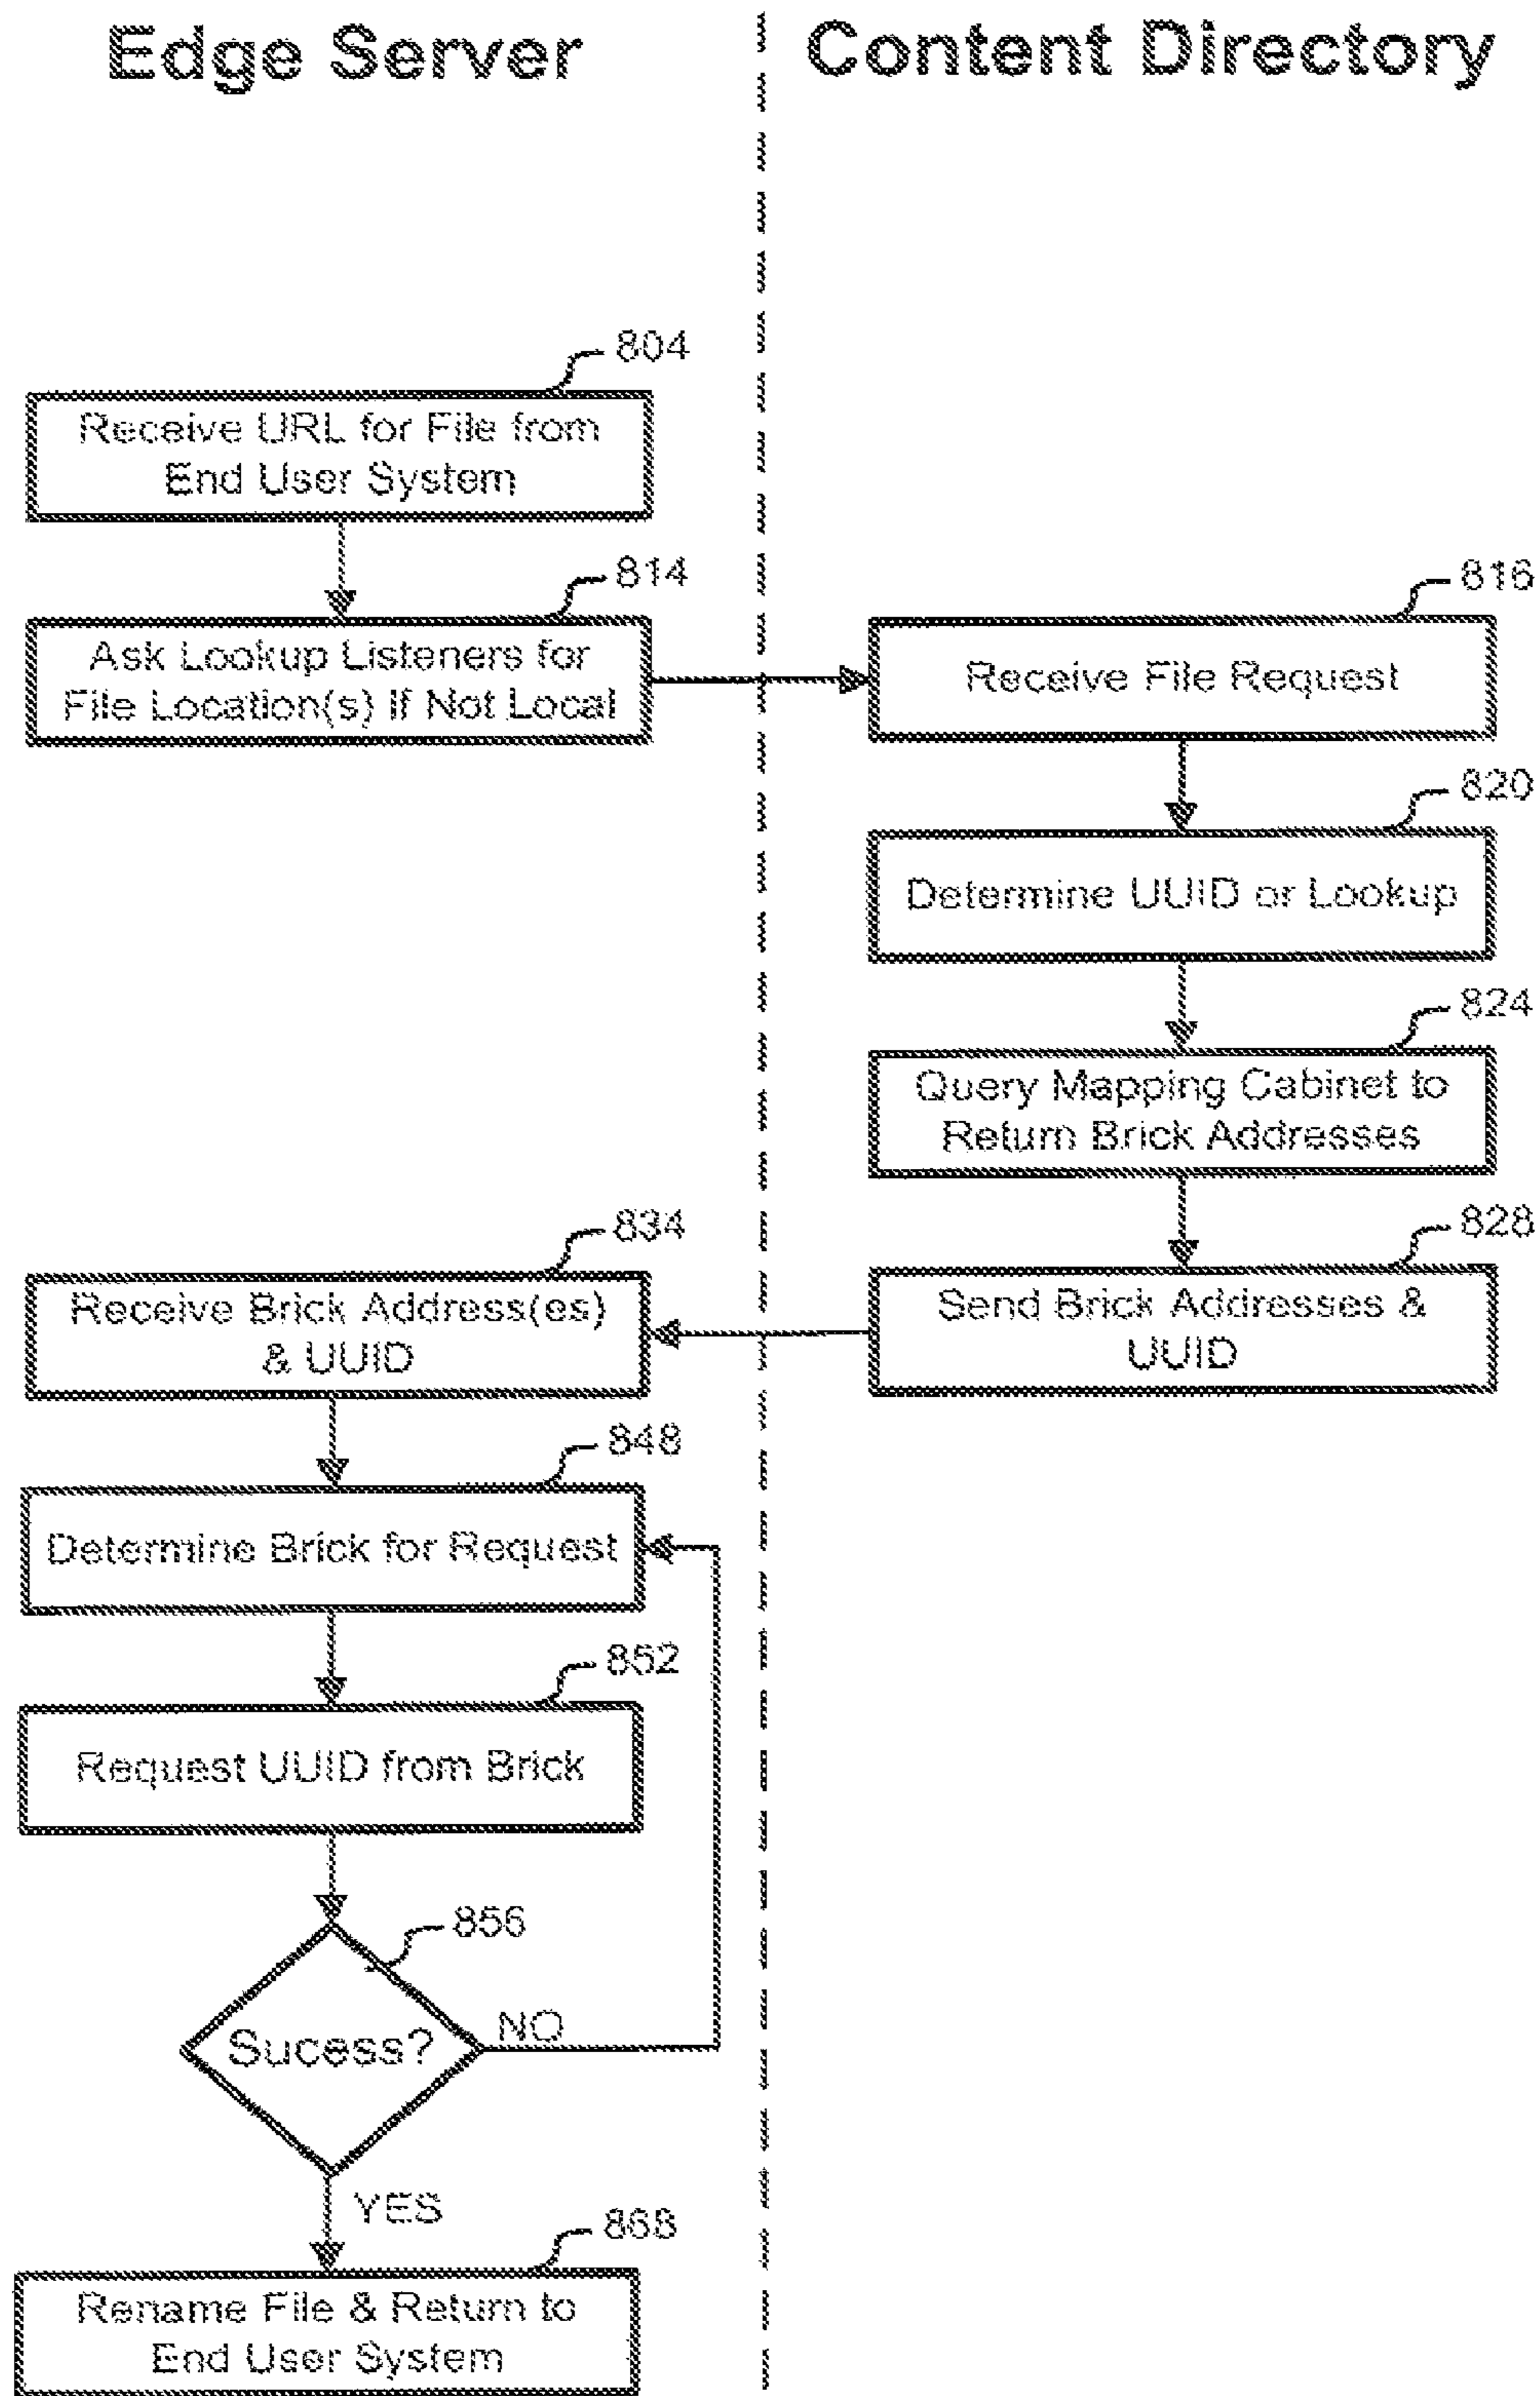 Edge Server
Content Directory
804
Receive URL for File from
End User System
814
Ask Lookup Listeners for
File Location(s) if Not Local
816
Receive File Request
820
Determine UUID or Lookup
824
Query Mapping Cabinet to
Return Brick Addresses
828
Send Brick Addresses &
UUID
834
Receive Brick Address(es)
& UUID
848
Determine Brick for Request
852
Request UUID from Brick
856
Sucess?
NO
YES
868
Rename File & Return to
End User System